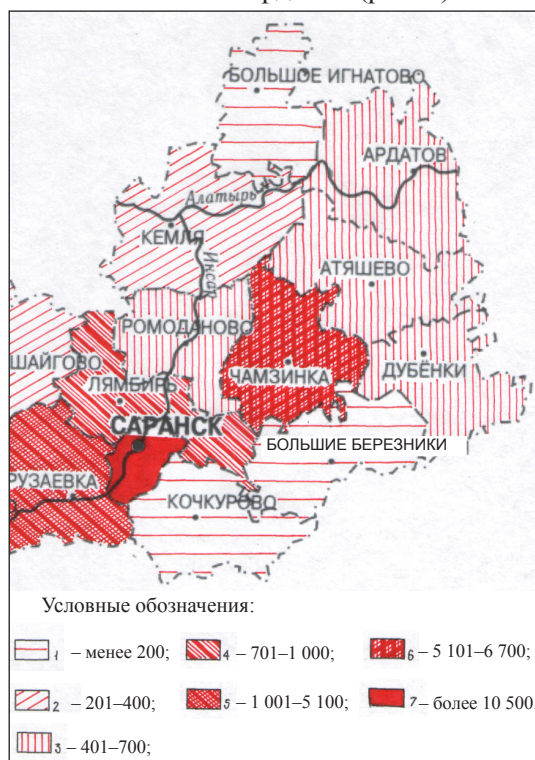 БОЛЬШОЕ ИГНАТОВО
АРДАТОВ
Алатырь
КЕМЛЯ
Инсар
АТЯШЕВО
РОМОДАНОВО
ШАЙГОВО
ЛЯМБИРЬ
ЧАМЗИНКА
ДУБЁНКИ
САРАНСК
БОЛЬШИЕ БЕРЕЗНИКИ
РУЗАЕВКА
КОЧКУРОВО
Условные обозначения:
1 – менее 200; 4 – 701–1 000; 6 – 5 101–6 700;
2 – 201–400; 5 – 1 001–5 100; 7 – более 10 500.
3 – 401–700;